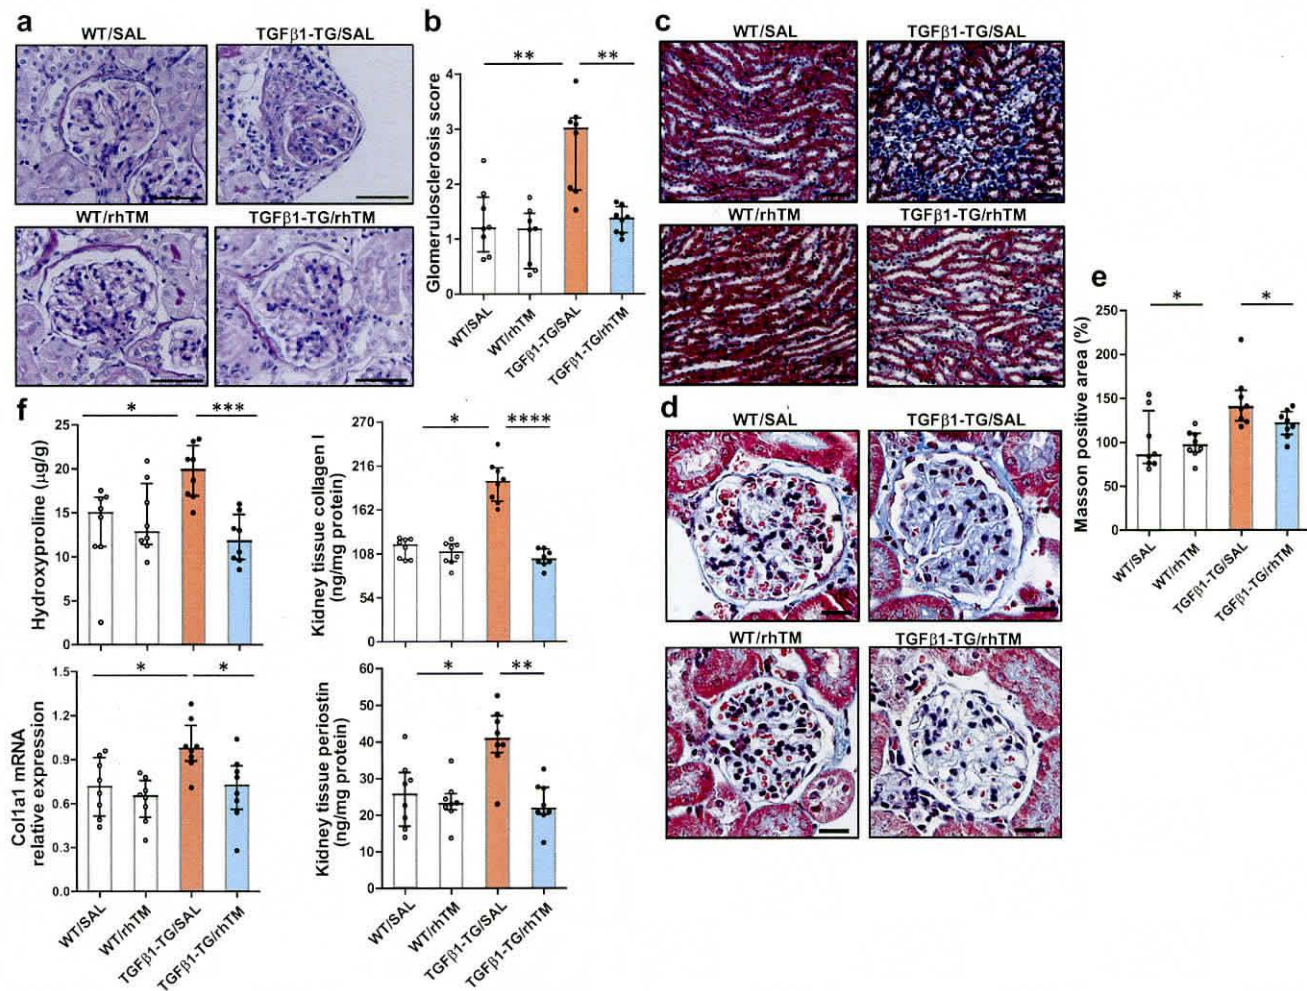 a
WT/SAL
TGFβ1-TG/SAL
WT/rhTM
TGFβ1-TG/rhTM
b
** **
Glomerulosclerosis score
4
3
2
1
0
WT/SAL
WT/rhTM
TGFβ1-TG/SAL
TGFβ1-TG/rhTM
c
WT/SAL
TGFβ1-TG/SAL
WT/rhTM
TGFβ1-TG/rhTM
d
WT/SAL
TGFβ1-TG/SAL
WT/rhTM
TGFβ1-TG/rhTM
e
* *
Masson positive area (%)
250
200
150
100
50
0
WT/SAL
WT/rhTM
TGFβ1-TG/SAL
TGFβ1-TG/rhTM
f
* ***
Hydroxyproline (µg/g)
25
20
15
10
5
0
* ****
Kidney tissue collagen I
(ng/mg protein)
270
216
162
108
54
0
* *
Col1a1 mRNA
relative expression
1.5
1.2
0.9
0.6
0.3
0.0
WT/SAL
WT/rhTM
TGFβ1-TG/SAL
TGFβ1-TG/rhTM
* **
Kidney tissue periostin
(ng/mg protein)
60
50
40
30
20
10
0
WT/SAL
WT/rhTM
TGFβ1-TG/SAL
TGFβ1-TG/rhTM